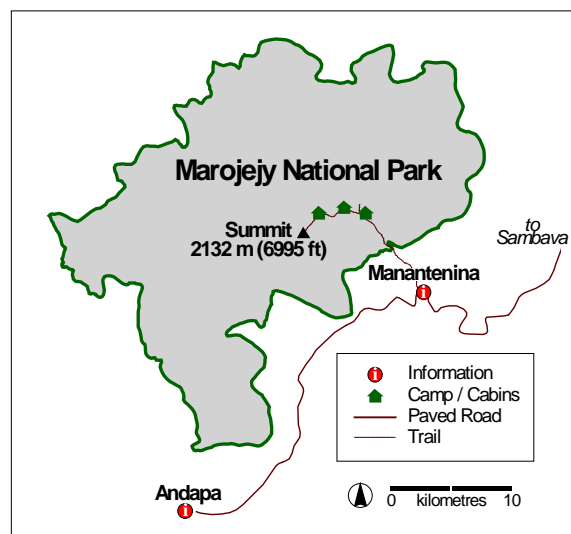 Marojejy National Park
Summit
2132 m (6995 ft)
to
Sambava
Manantenina
i
Information
Camp / Cabins
Paved Road
Trail
Andapa
i
0 kilometres 10